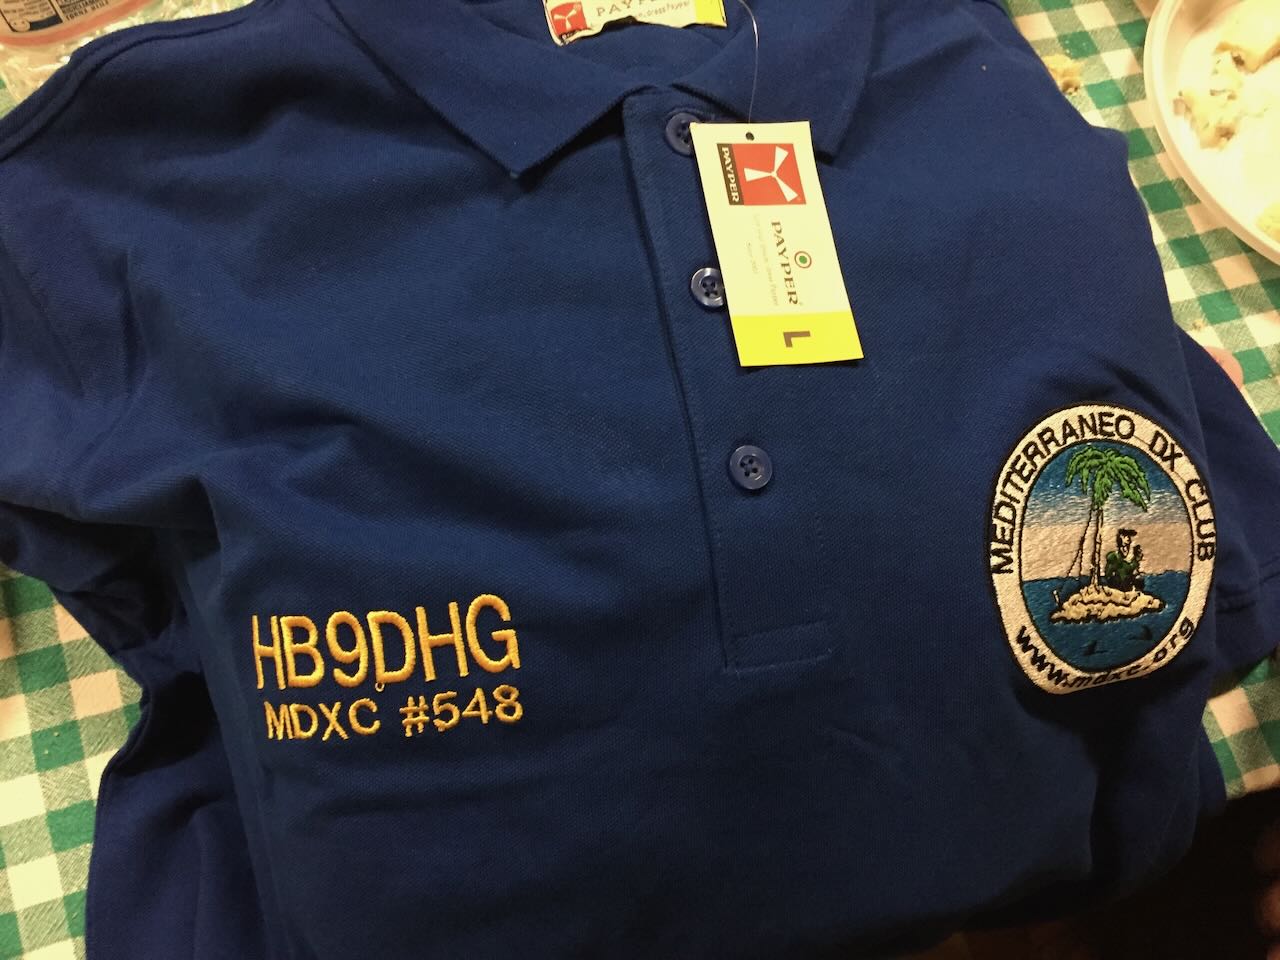 PAYPER
PAYPER
L
HB9DHG
MDXC #548
MEDITERRANEO DX CLUB
www.mdxc.org